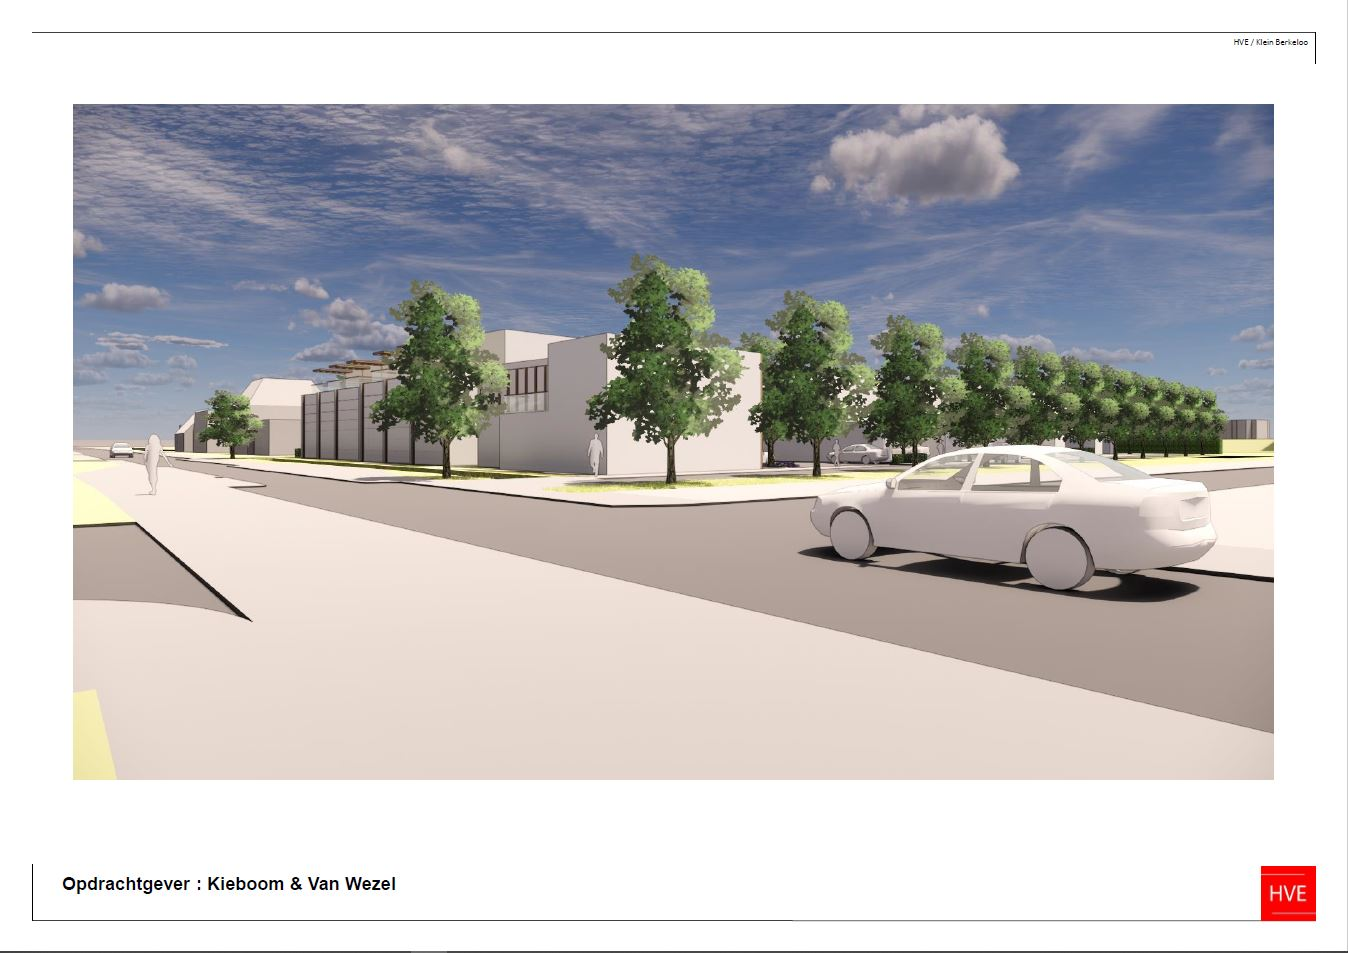 HVE / Klein Berkeloo
Opdrachtgever : Kieboom & Van Wezel
HVE